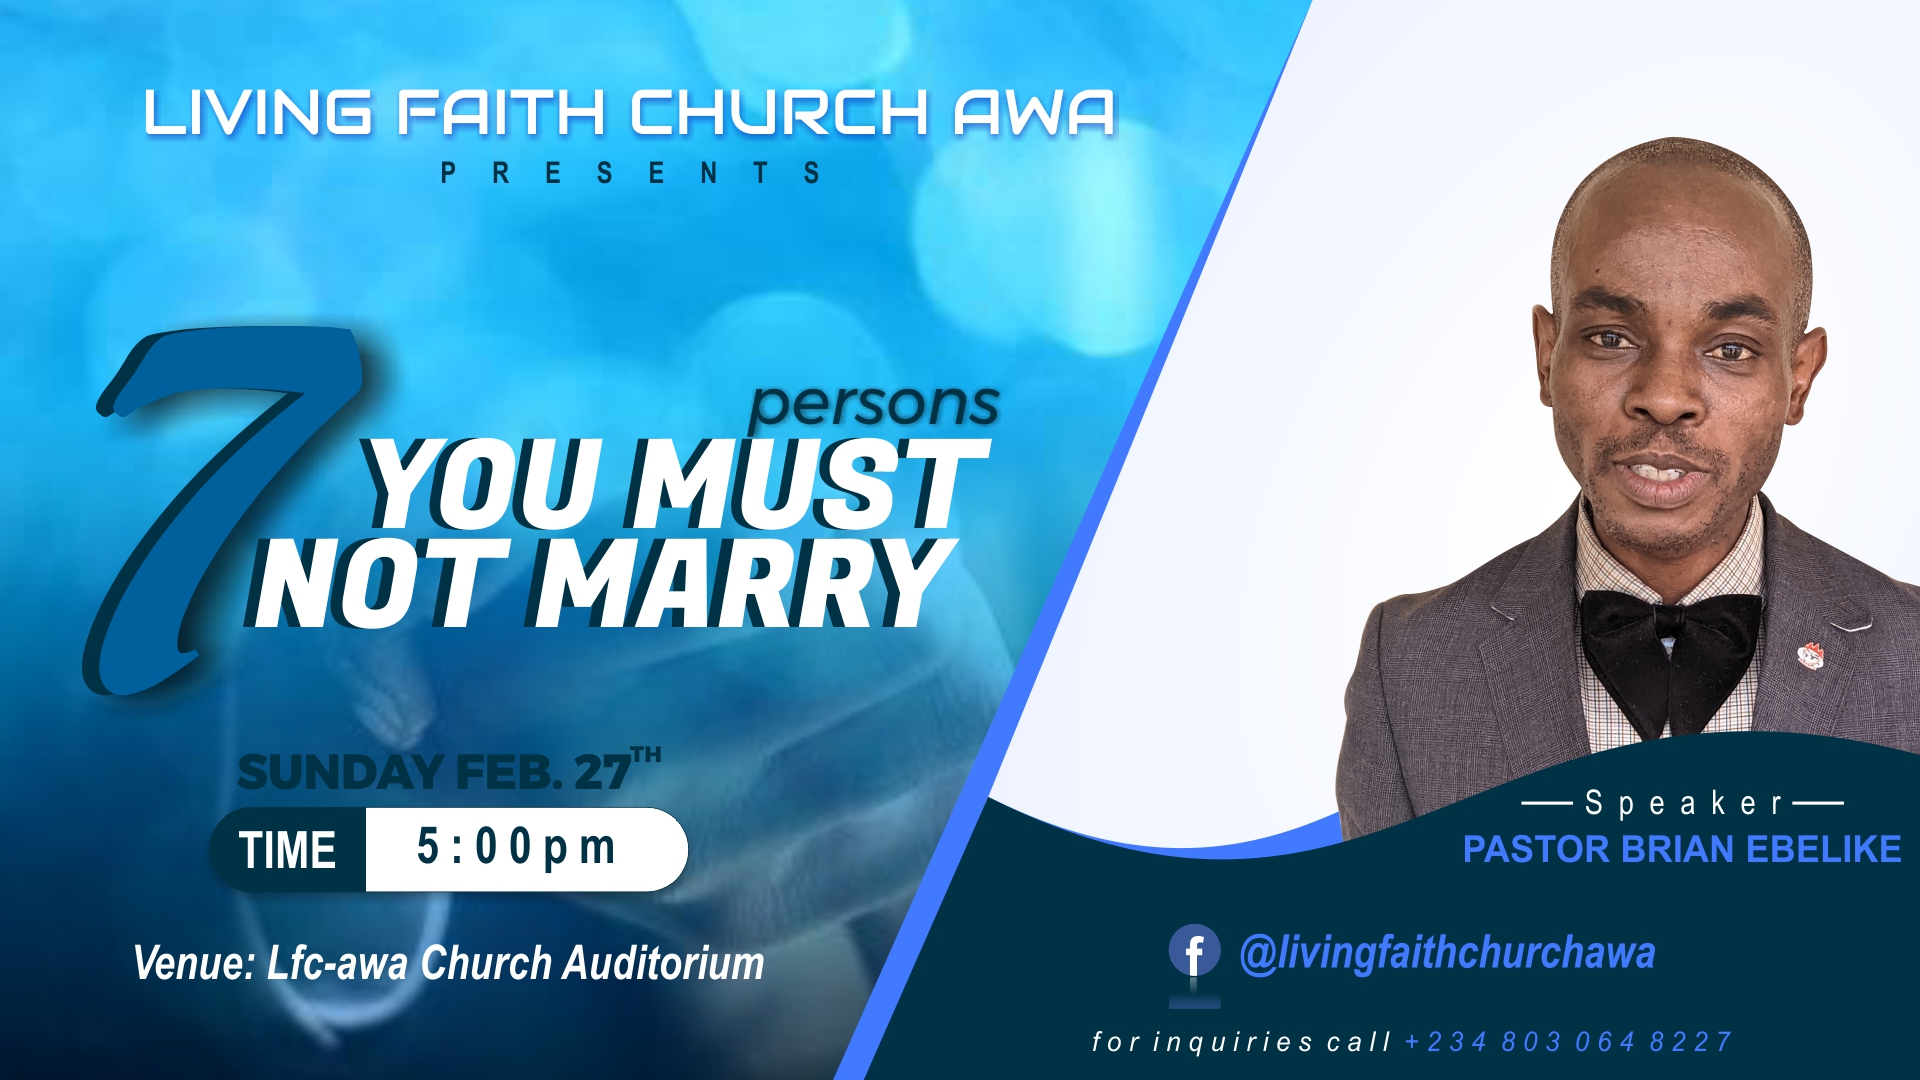 LIVING FAITH CHURCH AWA
PRESENTS
7 persons
YOU MUST
NOT MARRY
SUNDAY FEB. 27TH
TIME 5:00pm
Venue: Lfc-awa Church Auditorium
Speaker
PASTOR BRIAN EBELIKE
f @livingfaithchurchawa
for inquiries call +234 803 064 8227